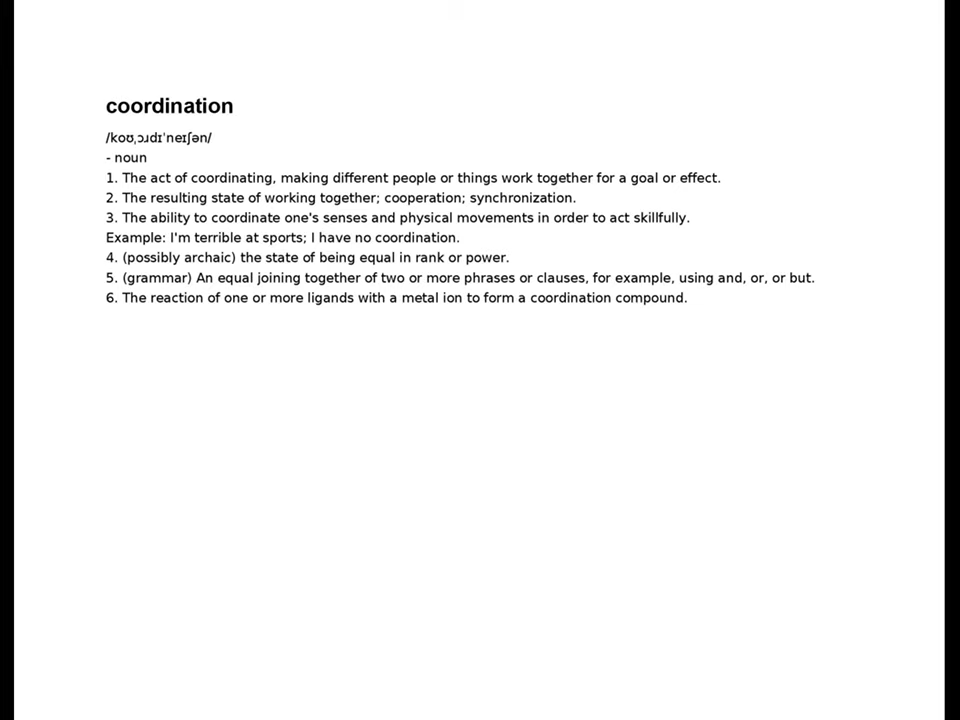 coordination
/koʊˌɔɹdɪˈneɪʃən/
- noun
1. The act of coordinating, making different people or things work together for a goal or effect.
2. The resulting state of working together; cooperation; synchronization.
3. The ability to coordinate one's senses and physical movements in order to act skillfully.
Example: I'm terrible at sports; I have no coordination.
4. (possibly archaic) the state of being equal in rank or power.
5. (grammar) An equal joining together of two or more phrases or clauses, for example, using and, or, or but.
6. The reaction of one or more ligands with a metal ion to form a coordination compound.